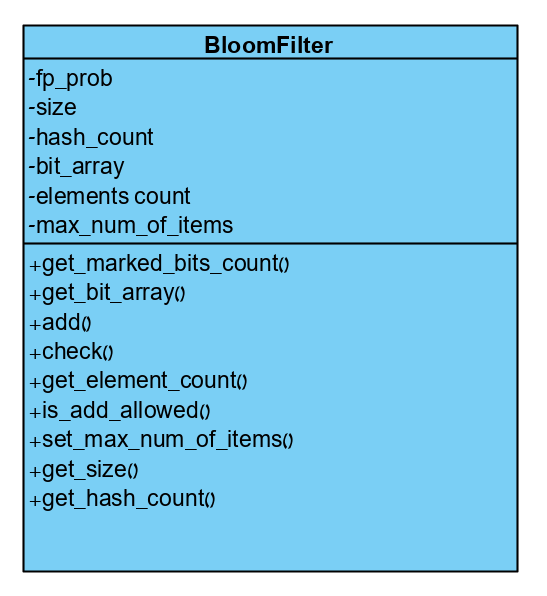 BloomFilter
-fp_prob
-size
-hash_count
-bit_array
-elements count
-max_num_of_items
+get_marked_bits_count()
+get_bit_array()
+add()
+check()
+get_element_count()
+is_add_allowed()
+set_max_num_of_items()
+get_size()
+get_hash_count()